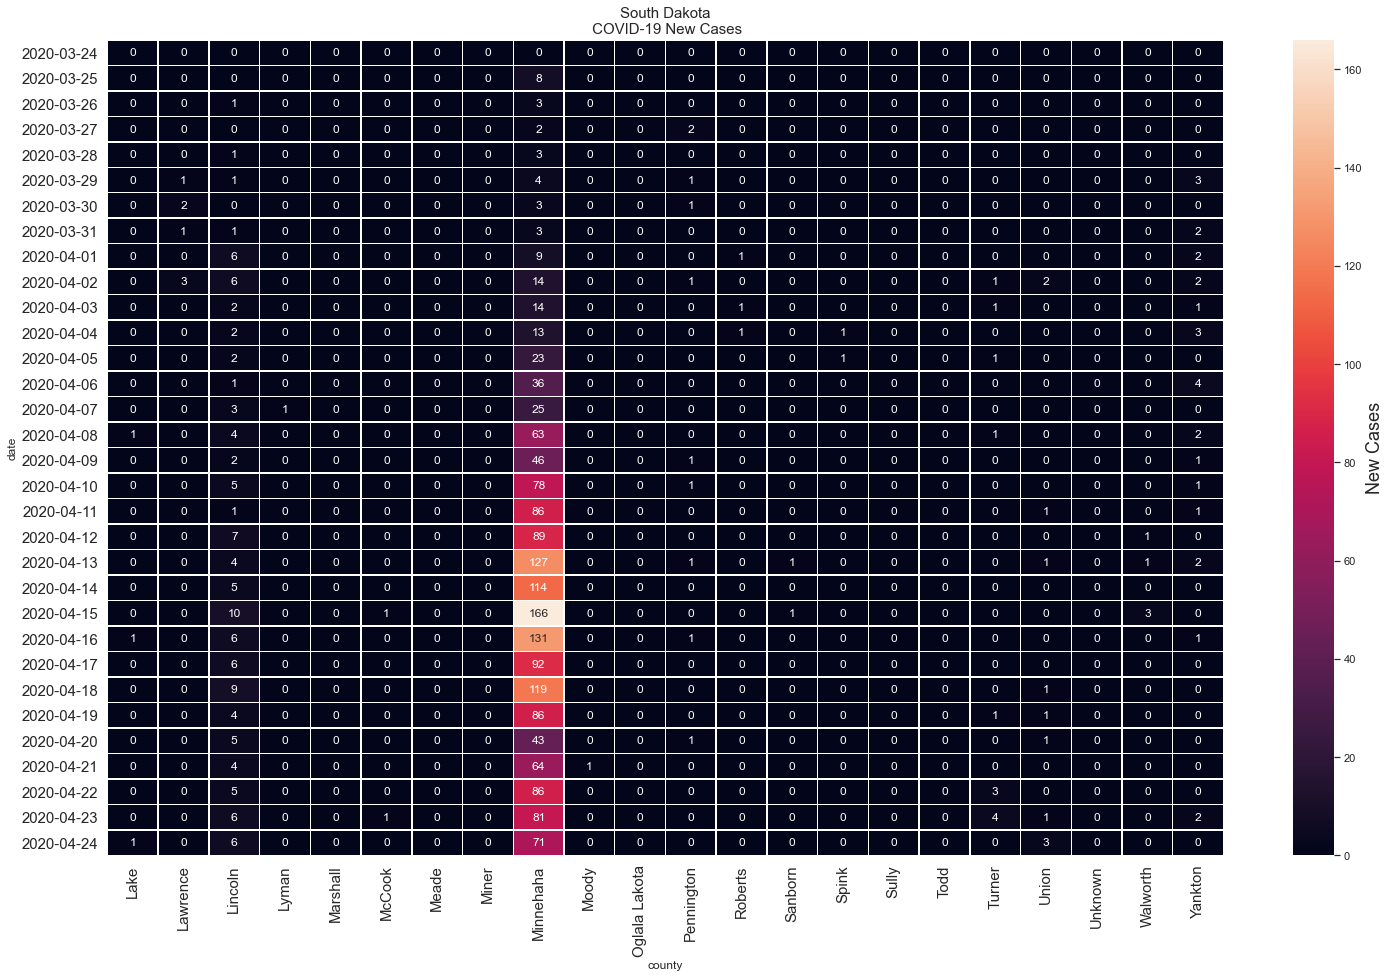 South Dakota
COVID-19 New Cases
2020-03-24 0 0 0 0 0 0 0 0 0 0 0 0 0 0 0 0 0 0 0 0 0 0
2020-03-25 0 0 0 0 0 0 0 0 8 0 0 0 0 0 0 0 0 0 0 0 0 0
2020-03-26 0 0 1 0 0 0 0 0 3 0 0 0 0 0 0 0 0 0 0 0 0 0
2020-03-27 0 0 0 0 0 0 0 0 2 0 0 2 0 0 0 0 0 0 0 0 0 0
2020-03-28 0 0 1 0 0 0 0 0 3 0 0 0 0 0 0 0 0 0 0 0 0 0
2020-03-29 0 1 1 0 0 0 0 0 4 0 0 1 0 0 0 0 0 0 0 0 0 3
2020-03-30 0 2 0 0 0 0 0 0 3 0 0 1 0 0 0 0 0 0 0 0 0 0
2020-03-31 0 1 1 0 0 0 0 0 3 0 0 0 0 0 0 0 0 0 0 0 0 2
2020-04-01 0 0 6 0 0 0 0 0 9 0 0 0 1 0 0 0 0 0 0 0 0 2
2020-04-02 0 3 6 0 0 0 0 0 14 0 0 1 0 0 0 0 0 1 2 0 0 2
2020-04-03 0 0 2 0 0 0 0 0 14 0 0 0 1 0 0 0 0 1 0 0 0 1
2020-04-04 0 0 2 0 0 0 0 0 13 0 0 0 1 0 1 0 0 0 0 0 0 3
2020-04-05 0 0 2 0 0 0 0 0 23 0 0 0 0 0 1 0 0 1 0 0 0 0
2020-04-06 0 0 1 0 0 0 0 0 36 0 0 0 0 0 0 0 0 0 0 0 0 4
2020-04-07 0 0 3 1 0 0 0 0 25 0 0 0 0 0 0 0 0 0 0 0 0 0
2020-04-08 1 0 4 0 0 0 0 0 63 0 0 0 0 0 0 0 0 1 0 0 0 2
2020-04-09 0 0 2 0 0 0 0 0 46 0 0 1 0 0 0 0 0 0 0 0 0 1
2020-04-10 0 0 5 0 0 0 0 0 78 0 0 1 0 0 0 0 0 0 0 0 0 1
2020-04-11 0 0 1 0 0 0 0 0 86 0 0 0 0 0 0 0 0 0 1 0 0 1
2020-04-12 0 0 7 0 0 0 0 0 89 0 0 0 0 0 0 0 0 0 0 0 1 0
2020-04-13 0 0 4 0 0 0 0 0 127 0 0 1 0 1 0 0 0 0 1 0 1 2
2020-04-14 0 0 5 0 0 0 0 0 114 0 0 0 0 0 0 0 0 0 0 0 0 0
2020-04-15 0 0 10 0 0 1 0 0 166 0 0 0 0 1 0 0 0 0 0 0 3 0
2020-04-16 1 0 6 0 0 0 0 0 131 0 0 1 0 0 0 0 0 0 0 0 0 1
2020-04-17 0 0 6 0 0 0 0 0 92 0 0 0 0 0 0 0 0 0 0 0 0 0
2020-04-18 0 0 9 0 0 0 0 0 119 0 0 0 0 0 0 0 0 0 1 0 0 0
2020-04-19 0 0 4 0 0 0 0 0 86 0 0 0 0 0 0 0 0 1 1 0 0 0
2020-04-20 0 0 5 0 0 0 0 0 43 0 0 1 0 0 0 0 0 0 1 0 0 0
2020-04-21 0 0 4 0 0 0 0 0 64 1 0 0 0 0 0 0 0 0 0 0 0 0
2020-04-22 0 0 5 0 0 0 0 0 86 0 0 0 0 0 0 0 0 3 0 0 0 0
2020-04-23 0 0 6 0 0 1 0 0 81 0 0 0 0 0 0 0 0 4 1 0 0 2
2020-04-24 1 0 6 0 0 0 0 0 71 0 0 0 0 0 0 0 0 0 3 0 0 0
Lake Lawrence Lincoln Lyman Marshall McCook Meade Miner Minnehaha Moody Oglala Lakota Pennington Roberts Sanborn Spink Sully Todd Turner Union Unknown Walworth Yankton
county
date
160
140
120
100
80
60
40
20
0
New Cases